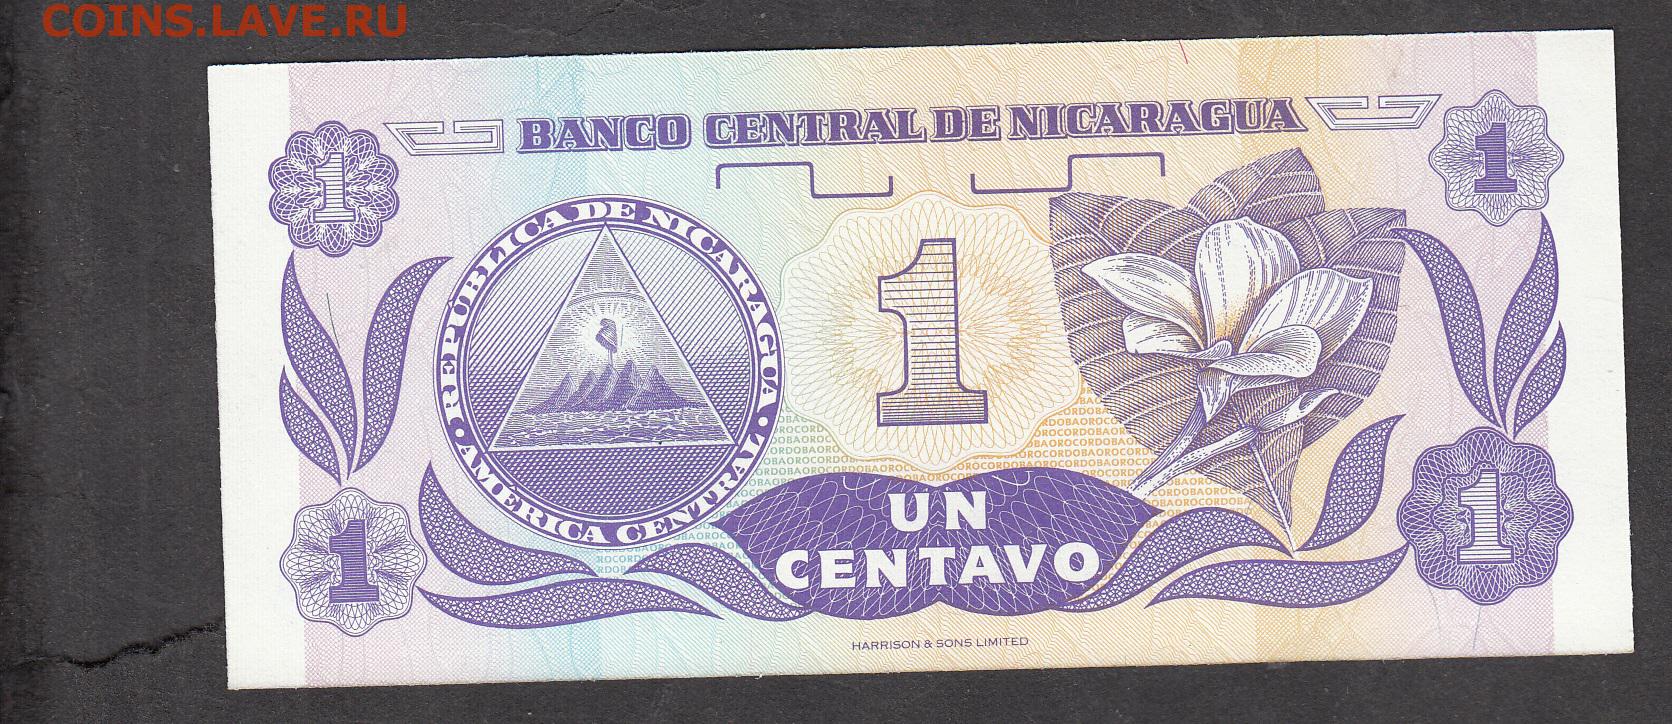 COINS.LAVE.RU
BANCO CENTRAL DE NICARAGUA
1
1
REPUBLICA DE NICARAGUA
AMERICA CENTRAL
1
UN
CENTAVO
1
1
HARRISON & SONS LIMITED